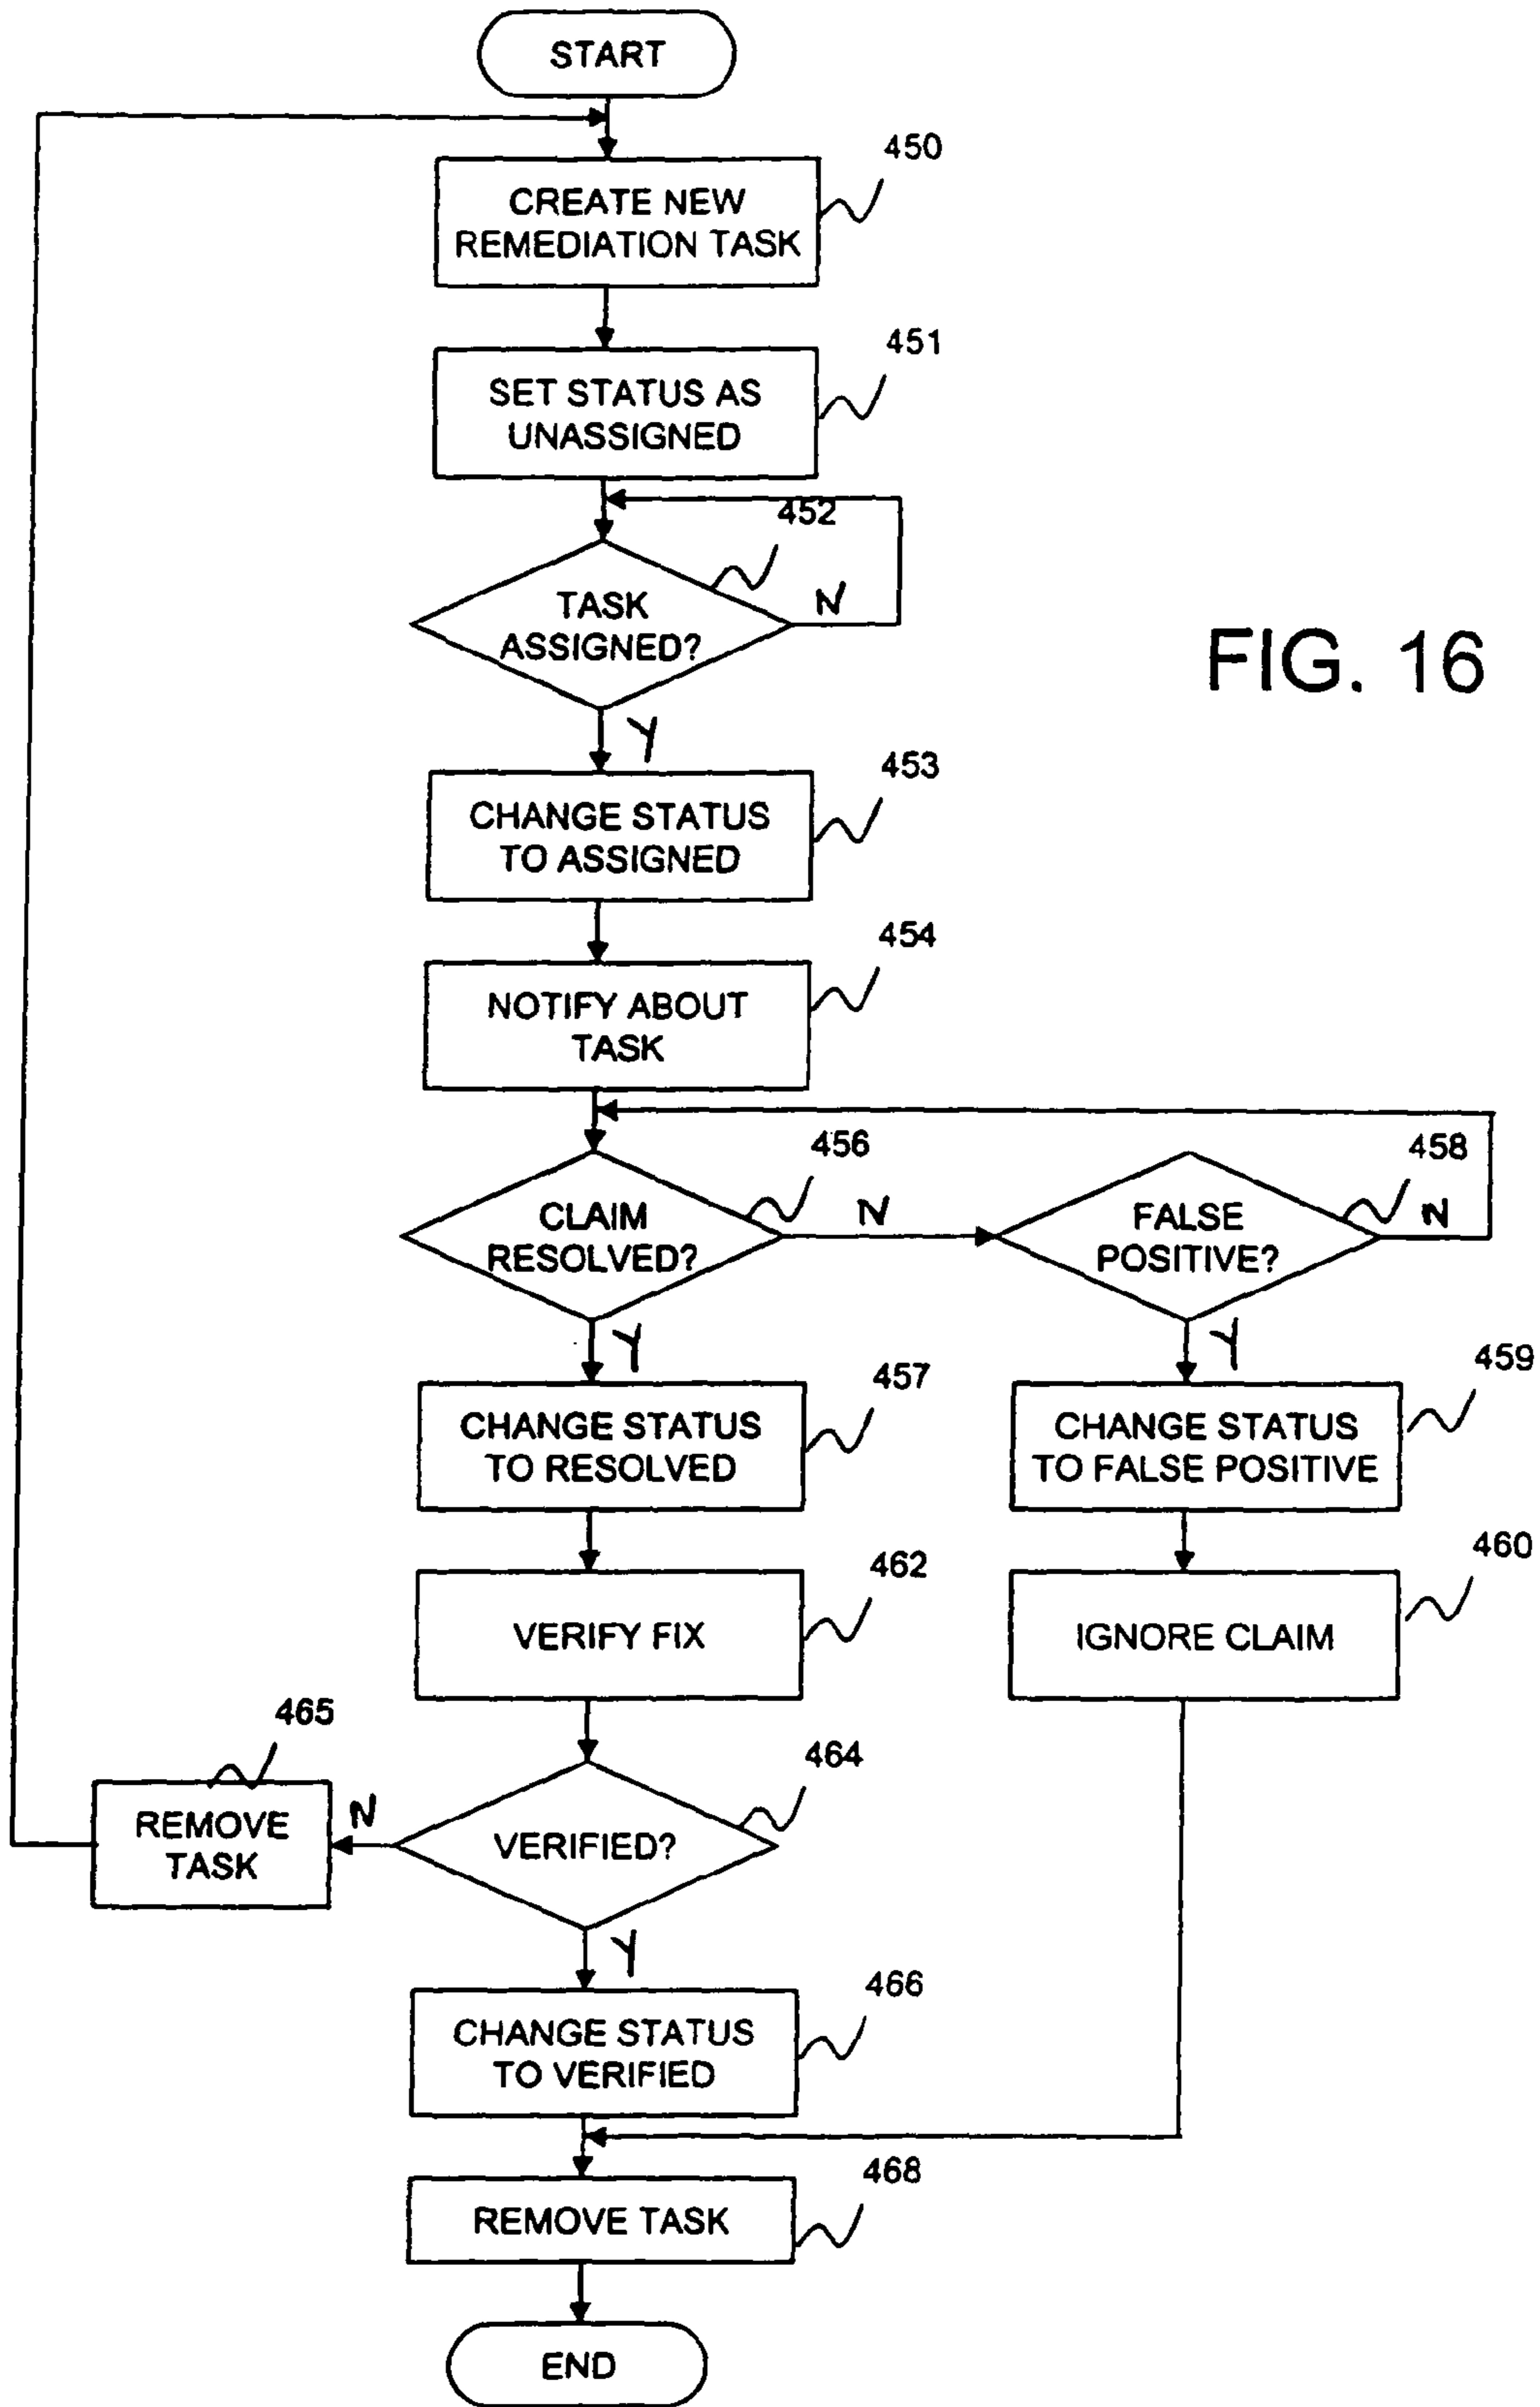 START
450
CREATE NEW
REMEDIATION TASK
451
SET STATUS AS
UNASSIGNED
452
TASK
ASSIGNED?
N
FIG. 16
Y
453
CHANGE STATUS
TO ASSIGNED
454
NOTIFY ABOUT
TASK
456
CLAIM
RESOLVED?
N
458
FALSE
POSITIVE?
N
Y
Y
457
CHANGE STATUS
TO RESOLVED
459
CHANGE STATUS
TO FALSE POSITIVE
462
VERIFY FIX
460
IGNORE CLAIM
465
REMOVE
TASK
N
464
VERIFIED?
Y
466
CHANGE STATUS
TO VERIFIED
468
REMOVE TASK
END